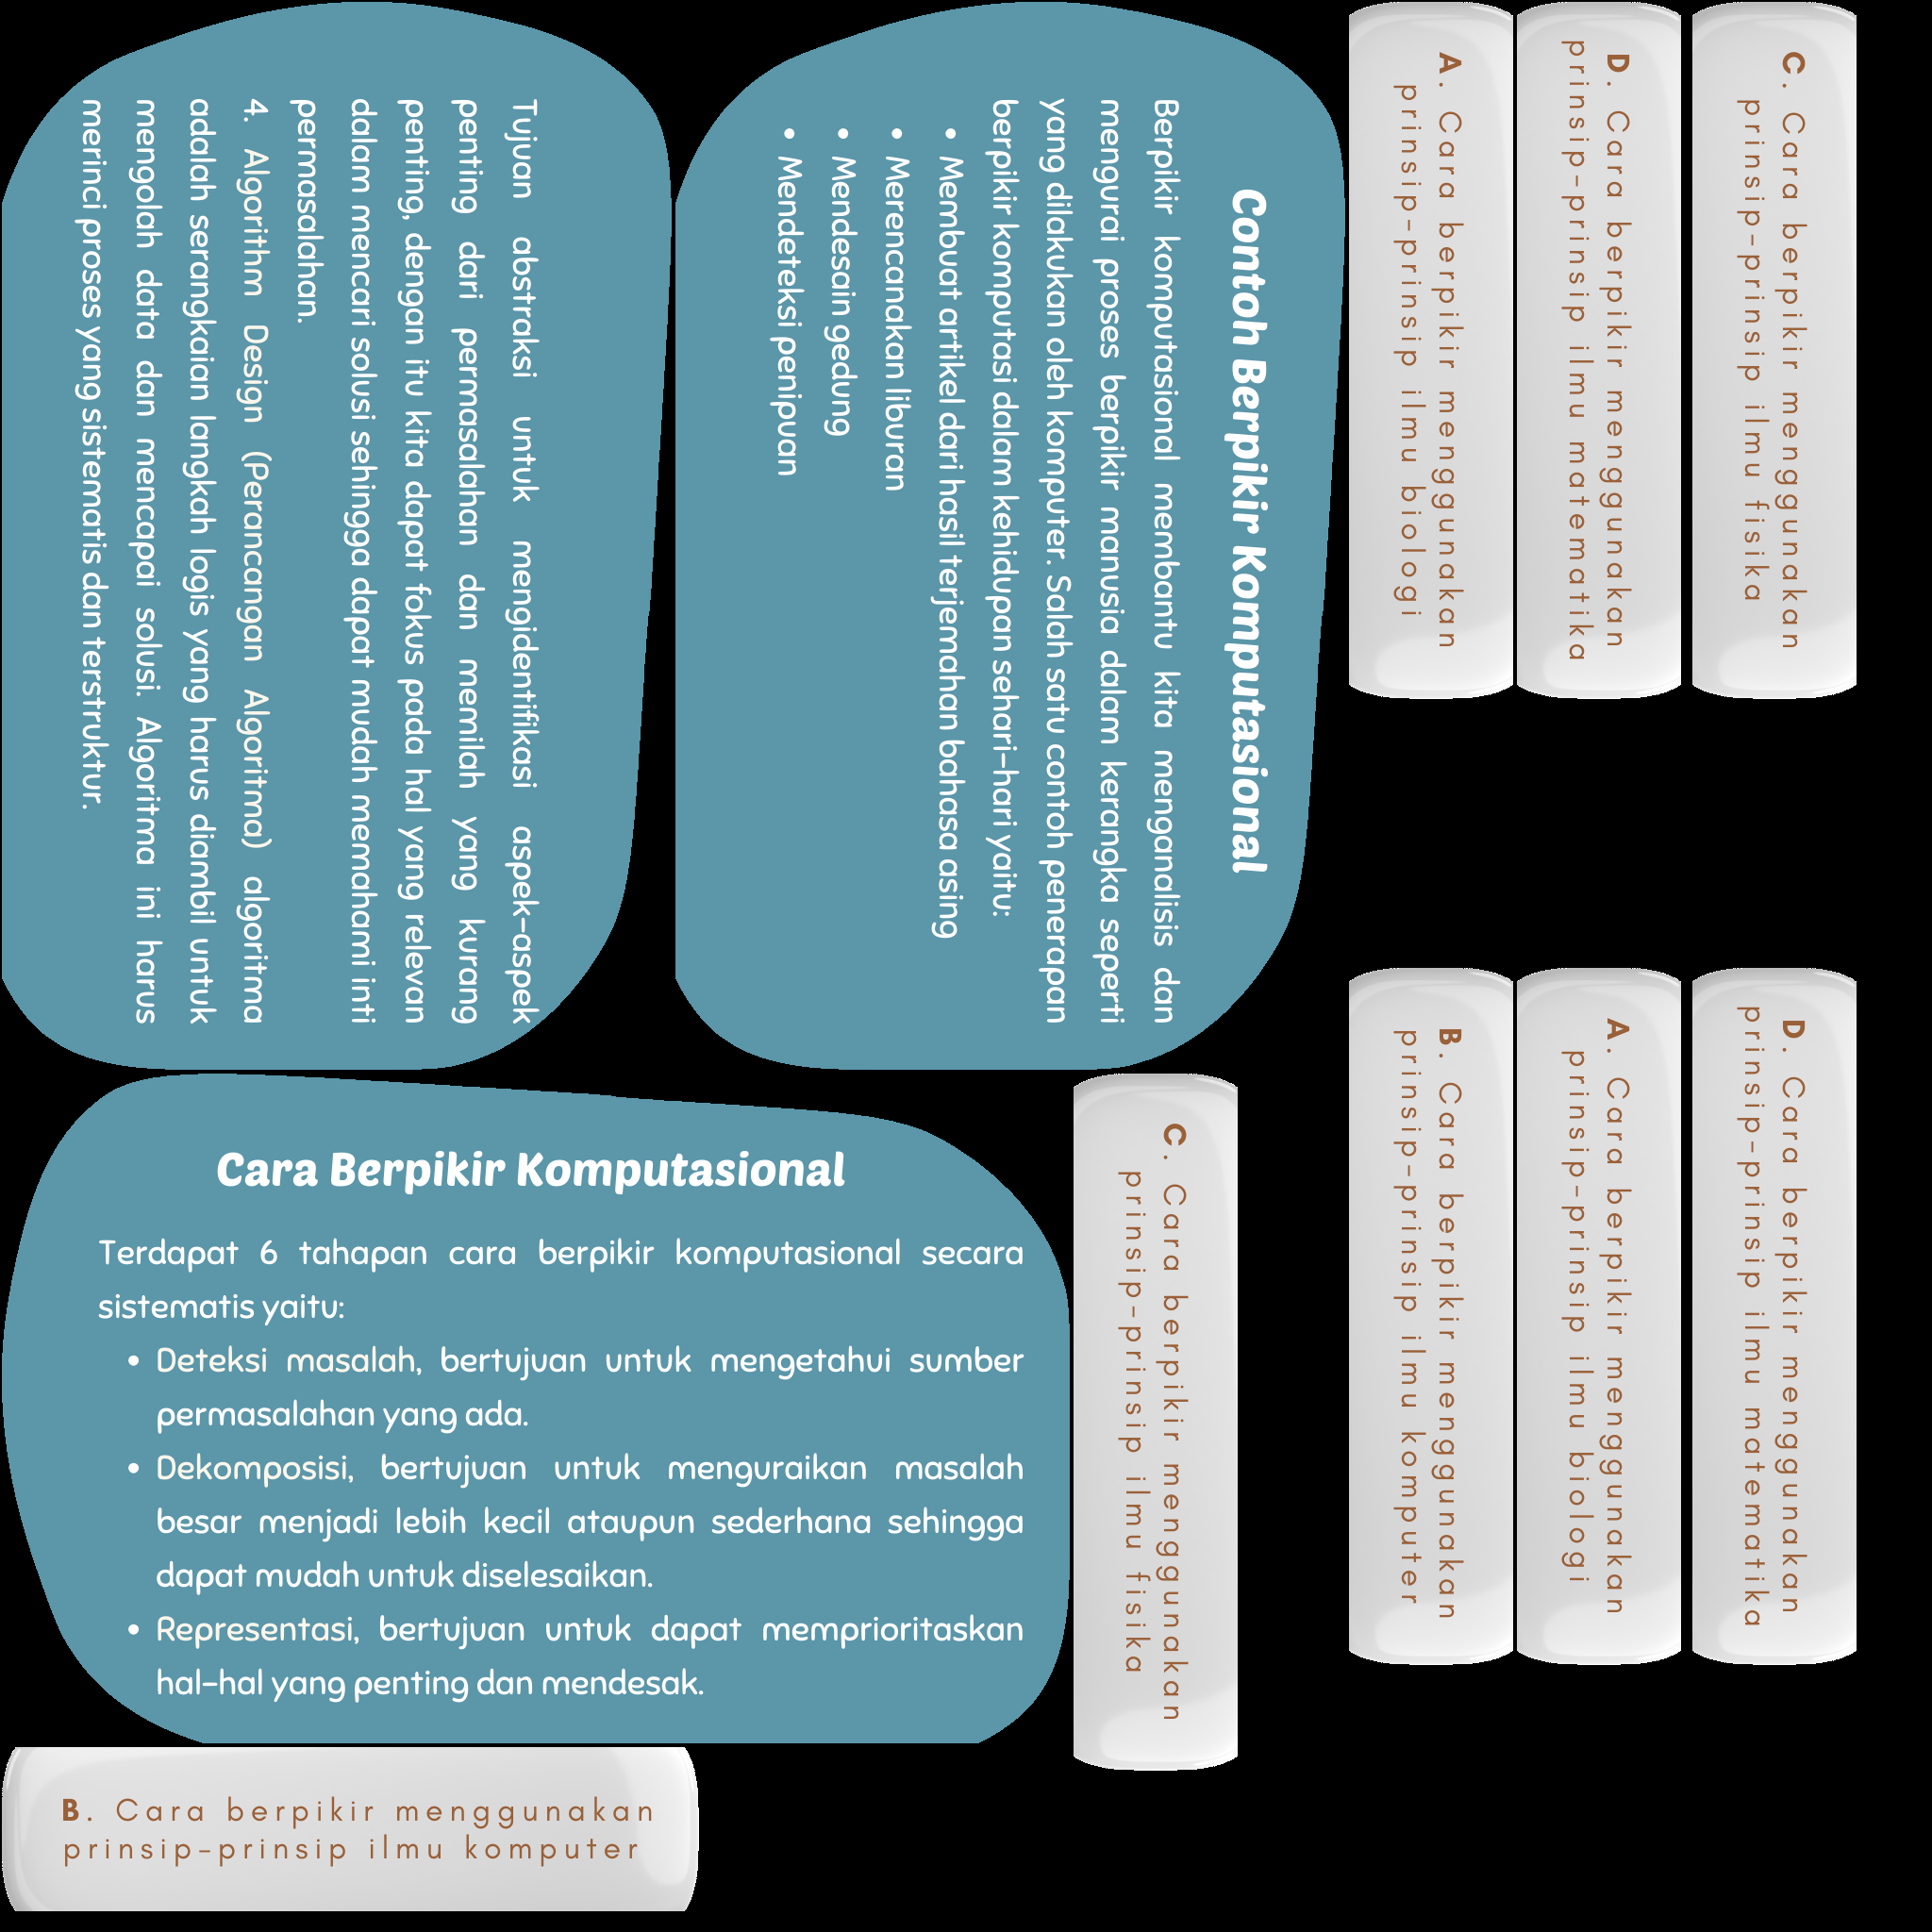 Tujuan abstraksi untuk mengidentifikasi aspek-aspek
penting dari permasalahan dan memilah yang kurang
penting, dengan itu kita dapat fokus pada hal yang relevan
dalam mencari solusi sehingga dapat mudah memahami inti
permasalahan.
4. Algorithm Design (Perancangan Algoritma) algoritma
adalah serangkaian langkah logis yang harus diambil untuk
mengolah data dan mencapai solusi. Algoritma ini harus
merinci proses yang sistematis dan terstruktur.
Contoh Berpikir Komputasional
Berpikir komputasional membantu kita menganalisis dan
mengurai proses berpikir manusia dalam kerangka seperti
yang dilakukan oleh komputer. Salah satu contoh penerapan
berpikir komputasi dalam kehidupan sehari-hari yaitu:
• Membuat artikel dari hasil terjemahan bahasa asing
• Merencanakan liburan
• Mendesain gedung
• Mendeteksi penipuan
A. Cara berpikir menggunakan
prinsip-prinsip ilmu biologi
D. Cara berpikir menggunakan
prinsip-prinsip ilmu matematika
C. Cara berpikir menggunakan
prinsip-prinsip ilmu fisika
B. Cara berpikir menggunakan
prinsip-prinsip ilmu komputer
A. Cara berpikir menggunakan
prinsip-prinsip ilmu biologi
D. Cara berpikir menggunakan
prinsip-prinsip ilmu matematika
Cara Berpikir Komputasional
Terdapat 6 tahapan cara berpikir komputasional secara
sistematis yaitu:
• Deteksi masalah, bertujuan untuk mengetahui sumber
permasalahan yang ada.
• Dekomposisi, bertujuan untuk menguraikan masalah
besar menjadi lebih kecil ataupun sederhana sehingga
dapat mudah untuk diselesaikan.
• Representasi, bertujuan untuk dapat memprioritaskan
hal-hal yang penting dan mendesak.
C. Cara berpikir menggunakan
prinsip-prinsip ilmu fisika
B. Cara berpikir menggunakan
prinsip-prinsip ilmu komputer